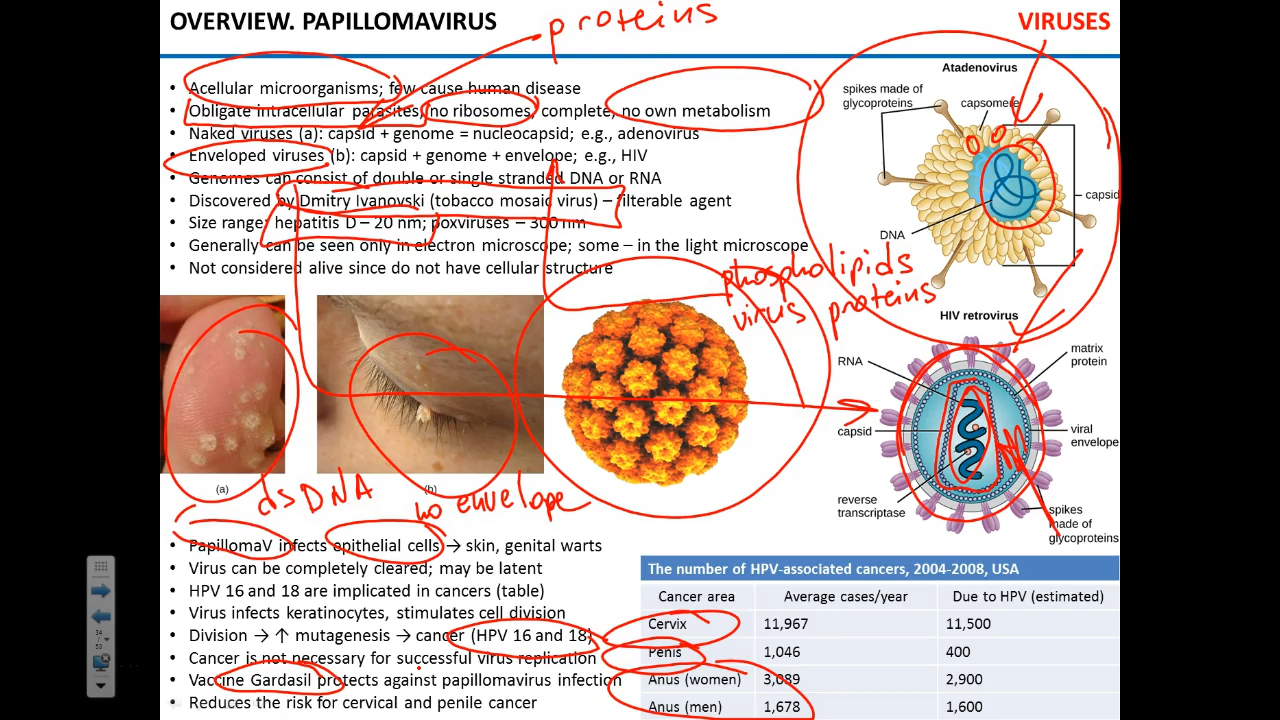 OVERVIEW. PAPILLOMAVIRUS
proteins
VIRUSES
• Acellular microorganisms; few cause human disease
• Obligate intracellular parasites, no ribosomes, complete, no own metabolism
• Naked viruses (a): capsid + genome = nucleocapsid; e.g., adenovirus
• Enveloped viruses (b): capsid + genome + envelope; e.g., HIV
• Genomes can consist of double or single stranded DNA or RNA
• Discovered by Dmitry Ivanovski (tobacco mosaic virus) – filterable agent
• Size range: hepatitis D – 20 nm; poxviruses – 300 nm
• Generally can be seen only in electron microscope; some – in the light microscope
• Not considered alive since do not have cellular structure
Atadenovirus
spikes made of
glycoproteins
capsomere
capsid
DNA
phospholipids
virus proteins
HIV retrovirus
RNA
matrix
protein
capsid
viral
envelope
reverse
transcriptase
spikes
made of
glycoproteins
(a)
(b)
dsDNA
no envelope
• PapillomaV infects epithelial cells → skin, genital warts
• Virus can be completely cleared; may be latent
• HPV 16 and 18 are implicated in cancers (table)
• Virus infects keratinocytes, stimulates cell division
• Division → ↑ mutagenesis → cancer (HPV 16 and 18)
• Cancer is not necessary for successful virus replication
• Vaccine Gardasil protects against papillomavirus infection
• Reduces the risk for cervical and penile cancer
The number of HPV-associated cancers, 2004-2008, USA
Cancer area Average cases/year Due to HPV (estimated)
Cervix 11,967 11,500
Penis 1,046 400
Anus (women) 3,089 2,900
Anus (men) 1,678 1,600
34
/
53